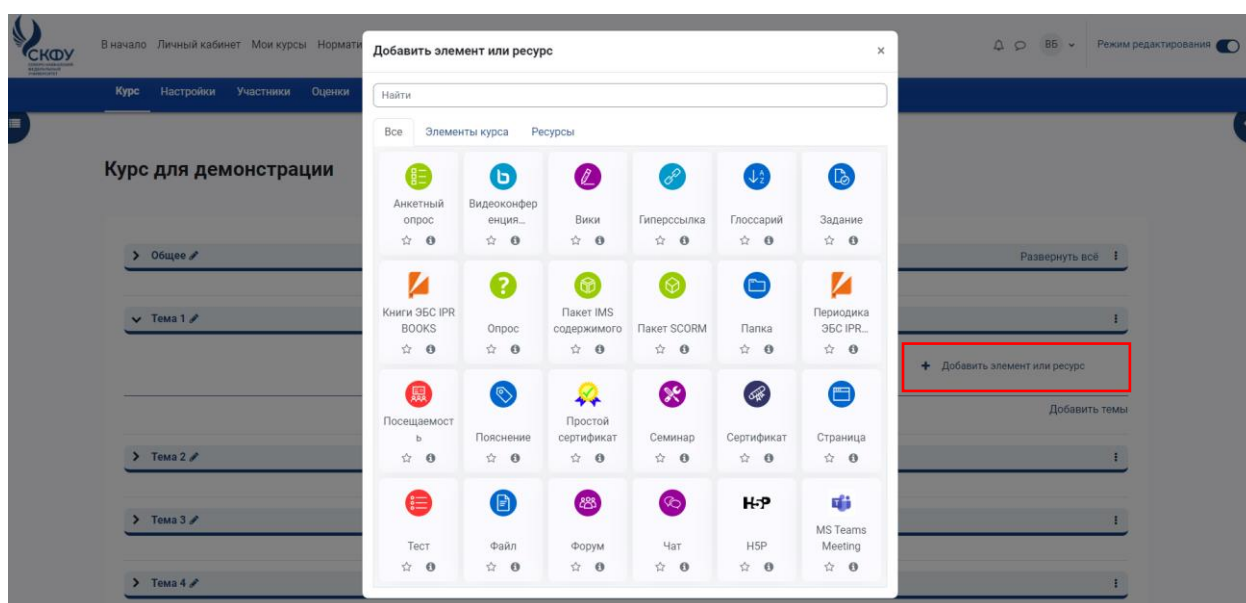 СКФУ
В начало Личный кабинет Мои курсы Нормати
ВБ
Режим редактирования
Курс Настройки Участники Оценки
Добавить элемент или ресурс
×
Найти
Все Элементы курса Ресурсы
Курс для демонстрации
Анкетный
опрос
Видеоконфер
енция...
Вики
Гиперссылка
Глоссарий
Задание
Общее
Развернуть всё
Книги ЭБС IPR
BOOKS
Опрос
Пакет IMS
содержимого
Пакет SCORM
Папка
Периодика
ЭБС IPR...
Тема 1
+ Добавить элемент или ресурс
Посещаемост
ь
Пояснение
Простой
сертификат
Семинар
Сертификат
Страница
Добавить темы
Тема 2
Тема 3
Тест
Файл
Форум
Чат
H5P
H5P
MS Teams
Meeting
Тема 4